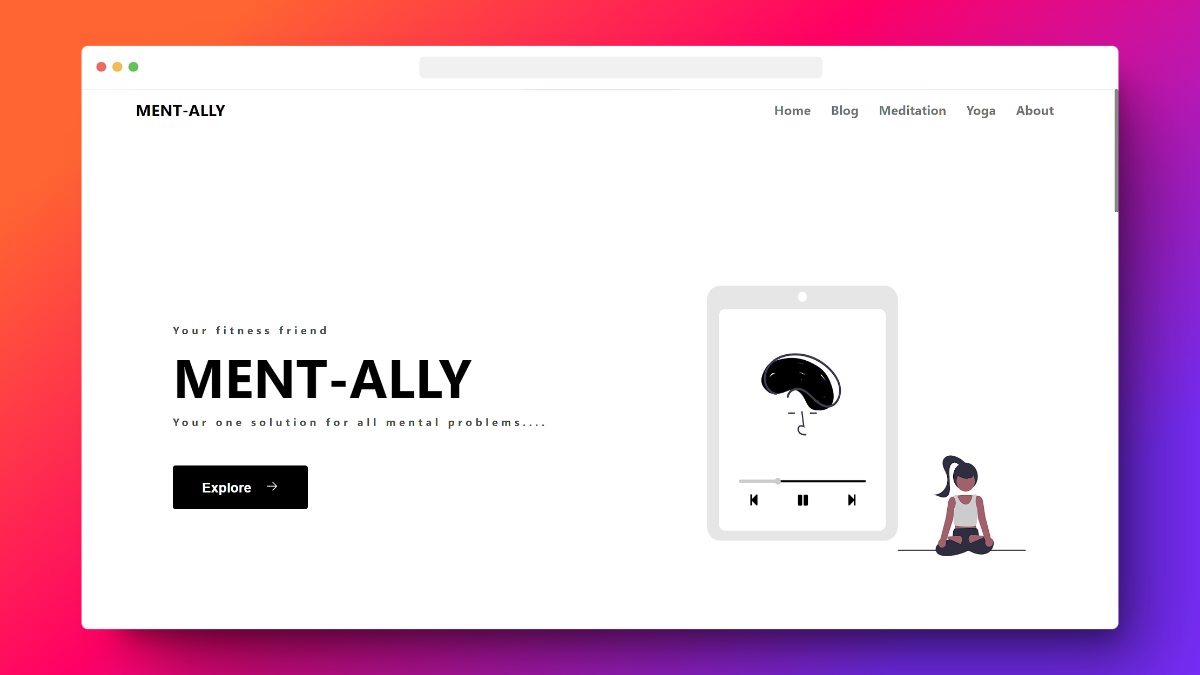 MENT-ALLY
Home Blog Meditation Yoga About
Your fitness friend
MENT-ALLY
Your one solution for all mental problems....
Explore →